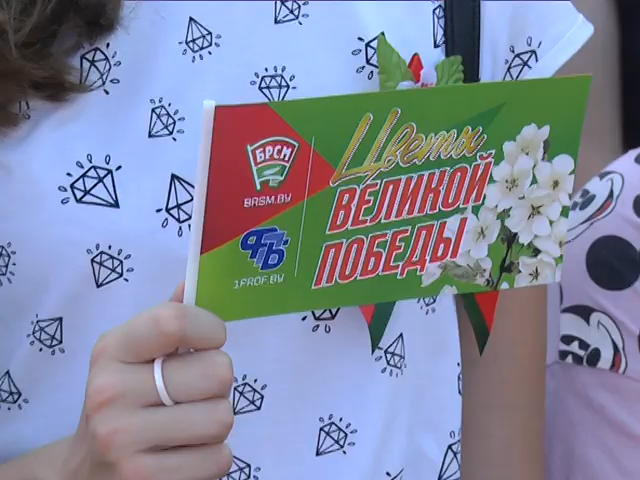 БРСМ
BRSM.BY
ФПБ
1PROF.BY
Цветы
ВЕЛИКОЙ
ПОБЕДЫ